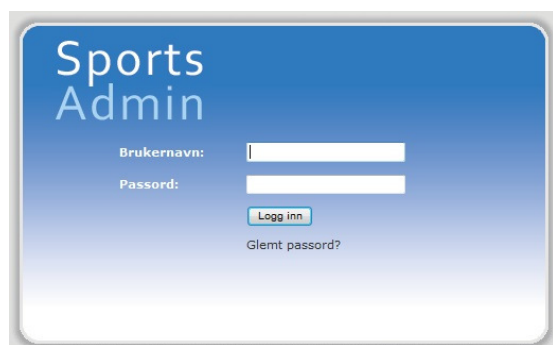 Sports
Admin
Brukernavn:
Passord:
Logg inn
Glemt passord?